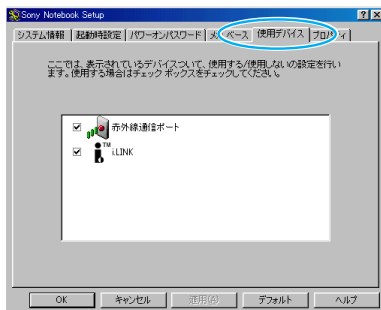 Sony Notebook Setup
システム情報 起動時設定 パワーオンパスワード ベース 使用デバイス プロパティ
ここでは、表示されているデバイスついて、使用する/使用しないの設定を行い
ます。使用する場合はチェック ボックスをチェックしてください。
赤外線通信ポート
i.LINK
OK キャンセル 適用(A) デフォルト ヘルプ